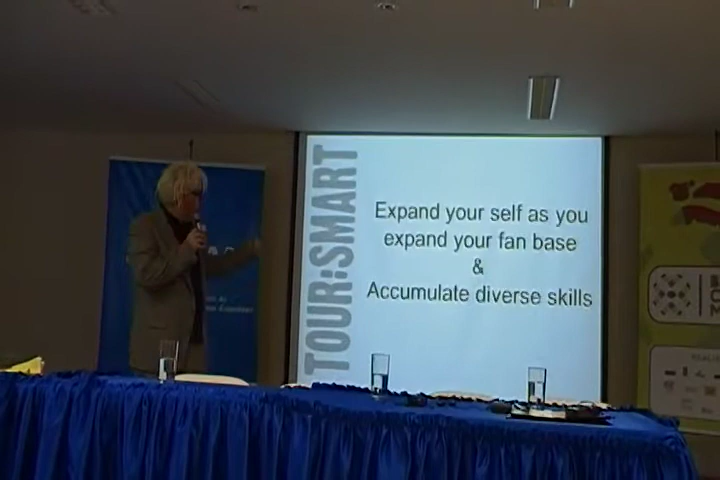 TOUR:SMART
Expand your self as you
expand your fan base
&
Accumulate diverse skills